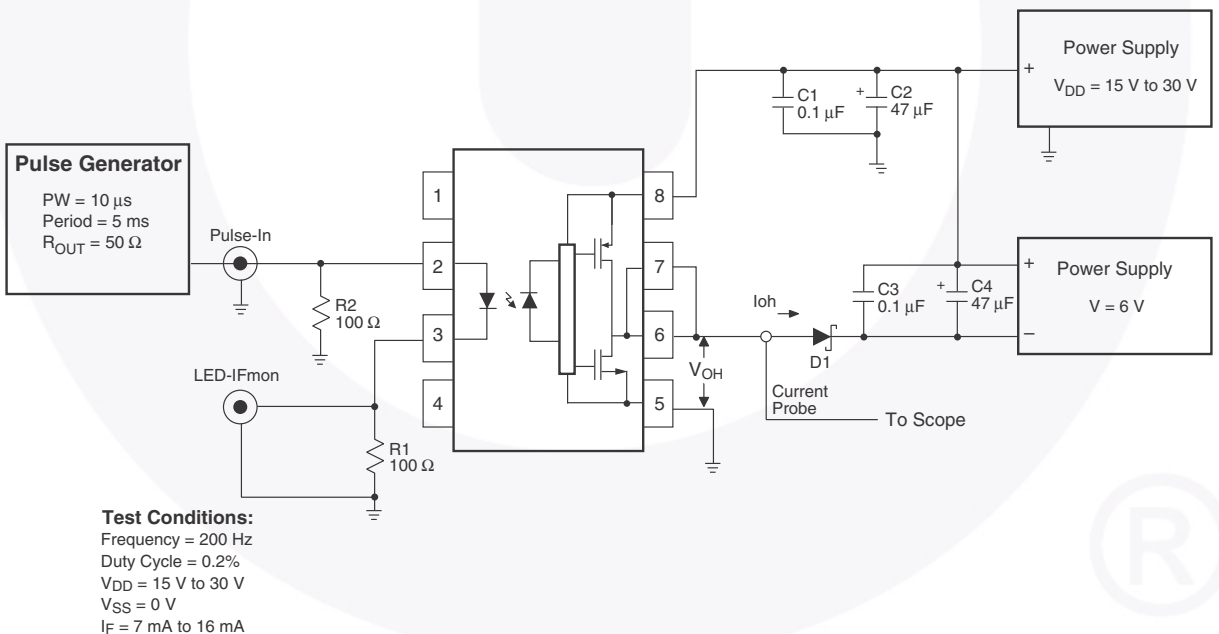 Power Supply
+
VDD = 15 V to 30 V
C1
0.1 μF
+
C2
47 μF
Pulse Generator
PW = 10 μs
Period = 5 ms
ROUT = 50 Ω
Pulse-In
R2
100 Ω
1
2
3
4
8
7
6
5
Power Supply
+
V = 6 V
−
C3
0.1 μF
+
C4
47 μF
Ioh
D1
VOH
Current
Probe
To Scope
LED-IFmon
R1
100 Ω
Test Conditions:
Frequency = 200 Hz
Duty Cycle = 0.2%
VDD = 15 V to 30 V
VSS = 0 V
IF = 7 mA to 16 mA
®